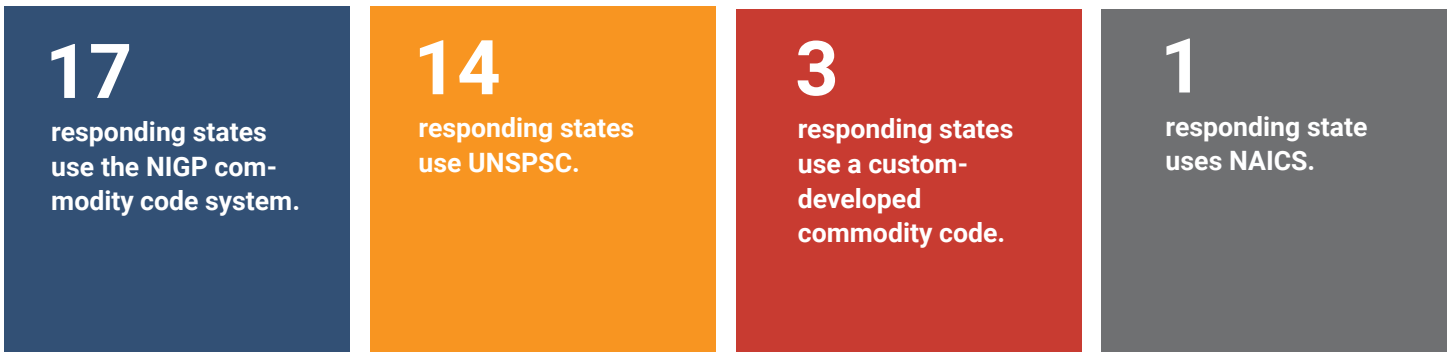 17
responding states
use the NIGP com-
modity code system.
14
responding states
use UNSPSC.
3
responding states
use a custom-
developed
commodity code.
1
responding state
uses NAICS.